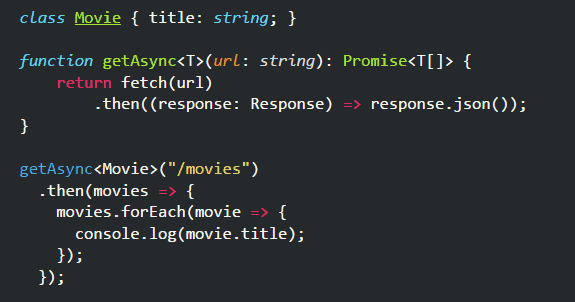 class Movie { title: string; }
function getAsync<T>(url: string): Promise<T[]> {
    return fetch(url)
        .then((response: Response) => response.json());
}
getAsync<Movie>("/movies")
  .then(movies => {
    movies.forEach(movie => {
      console.log(movie.title);
    });
  });